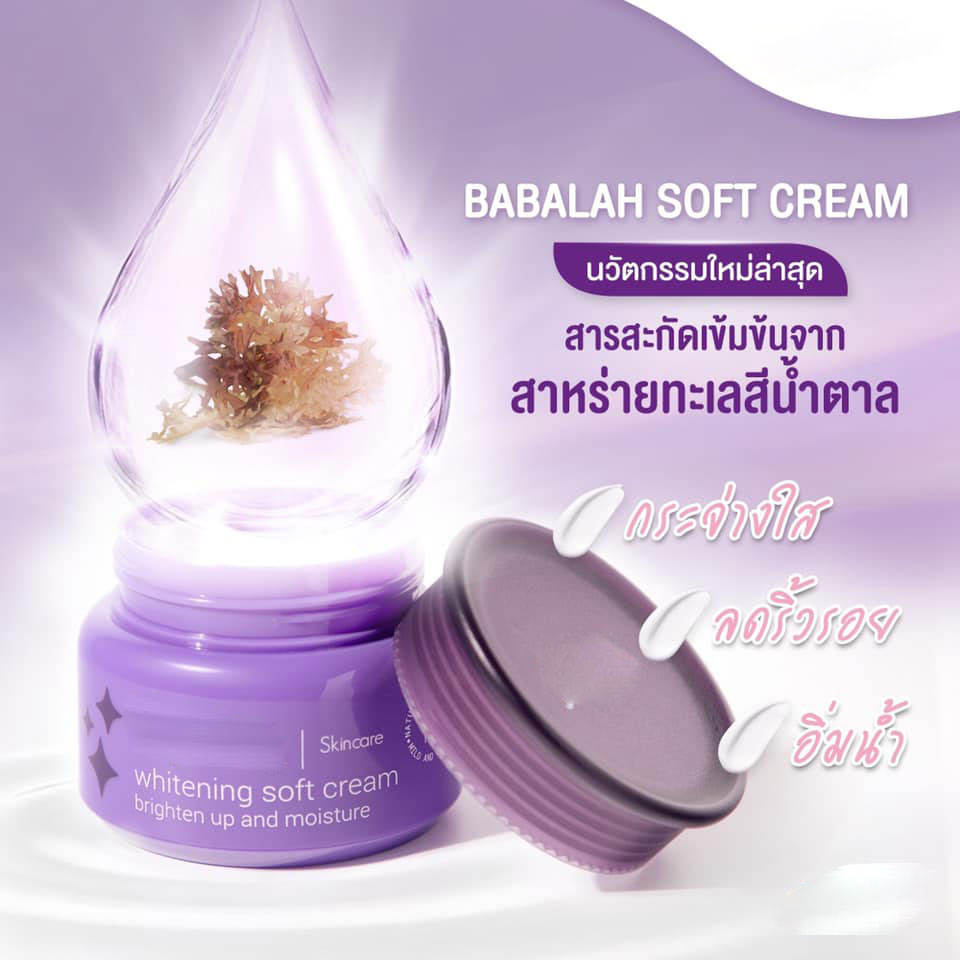 BABALAH SOFT CREAM
นวัตกรรมใหม่ล่าสุด
สารสะกัดเข้มข้นจาก
สาหร่ายทะเลสีน้ำตาล
กระจ่างใส
ลดริ้วรอย
อิ่มน้ำ
Skincare
whitening soft cream
brighten up and moisture